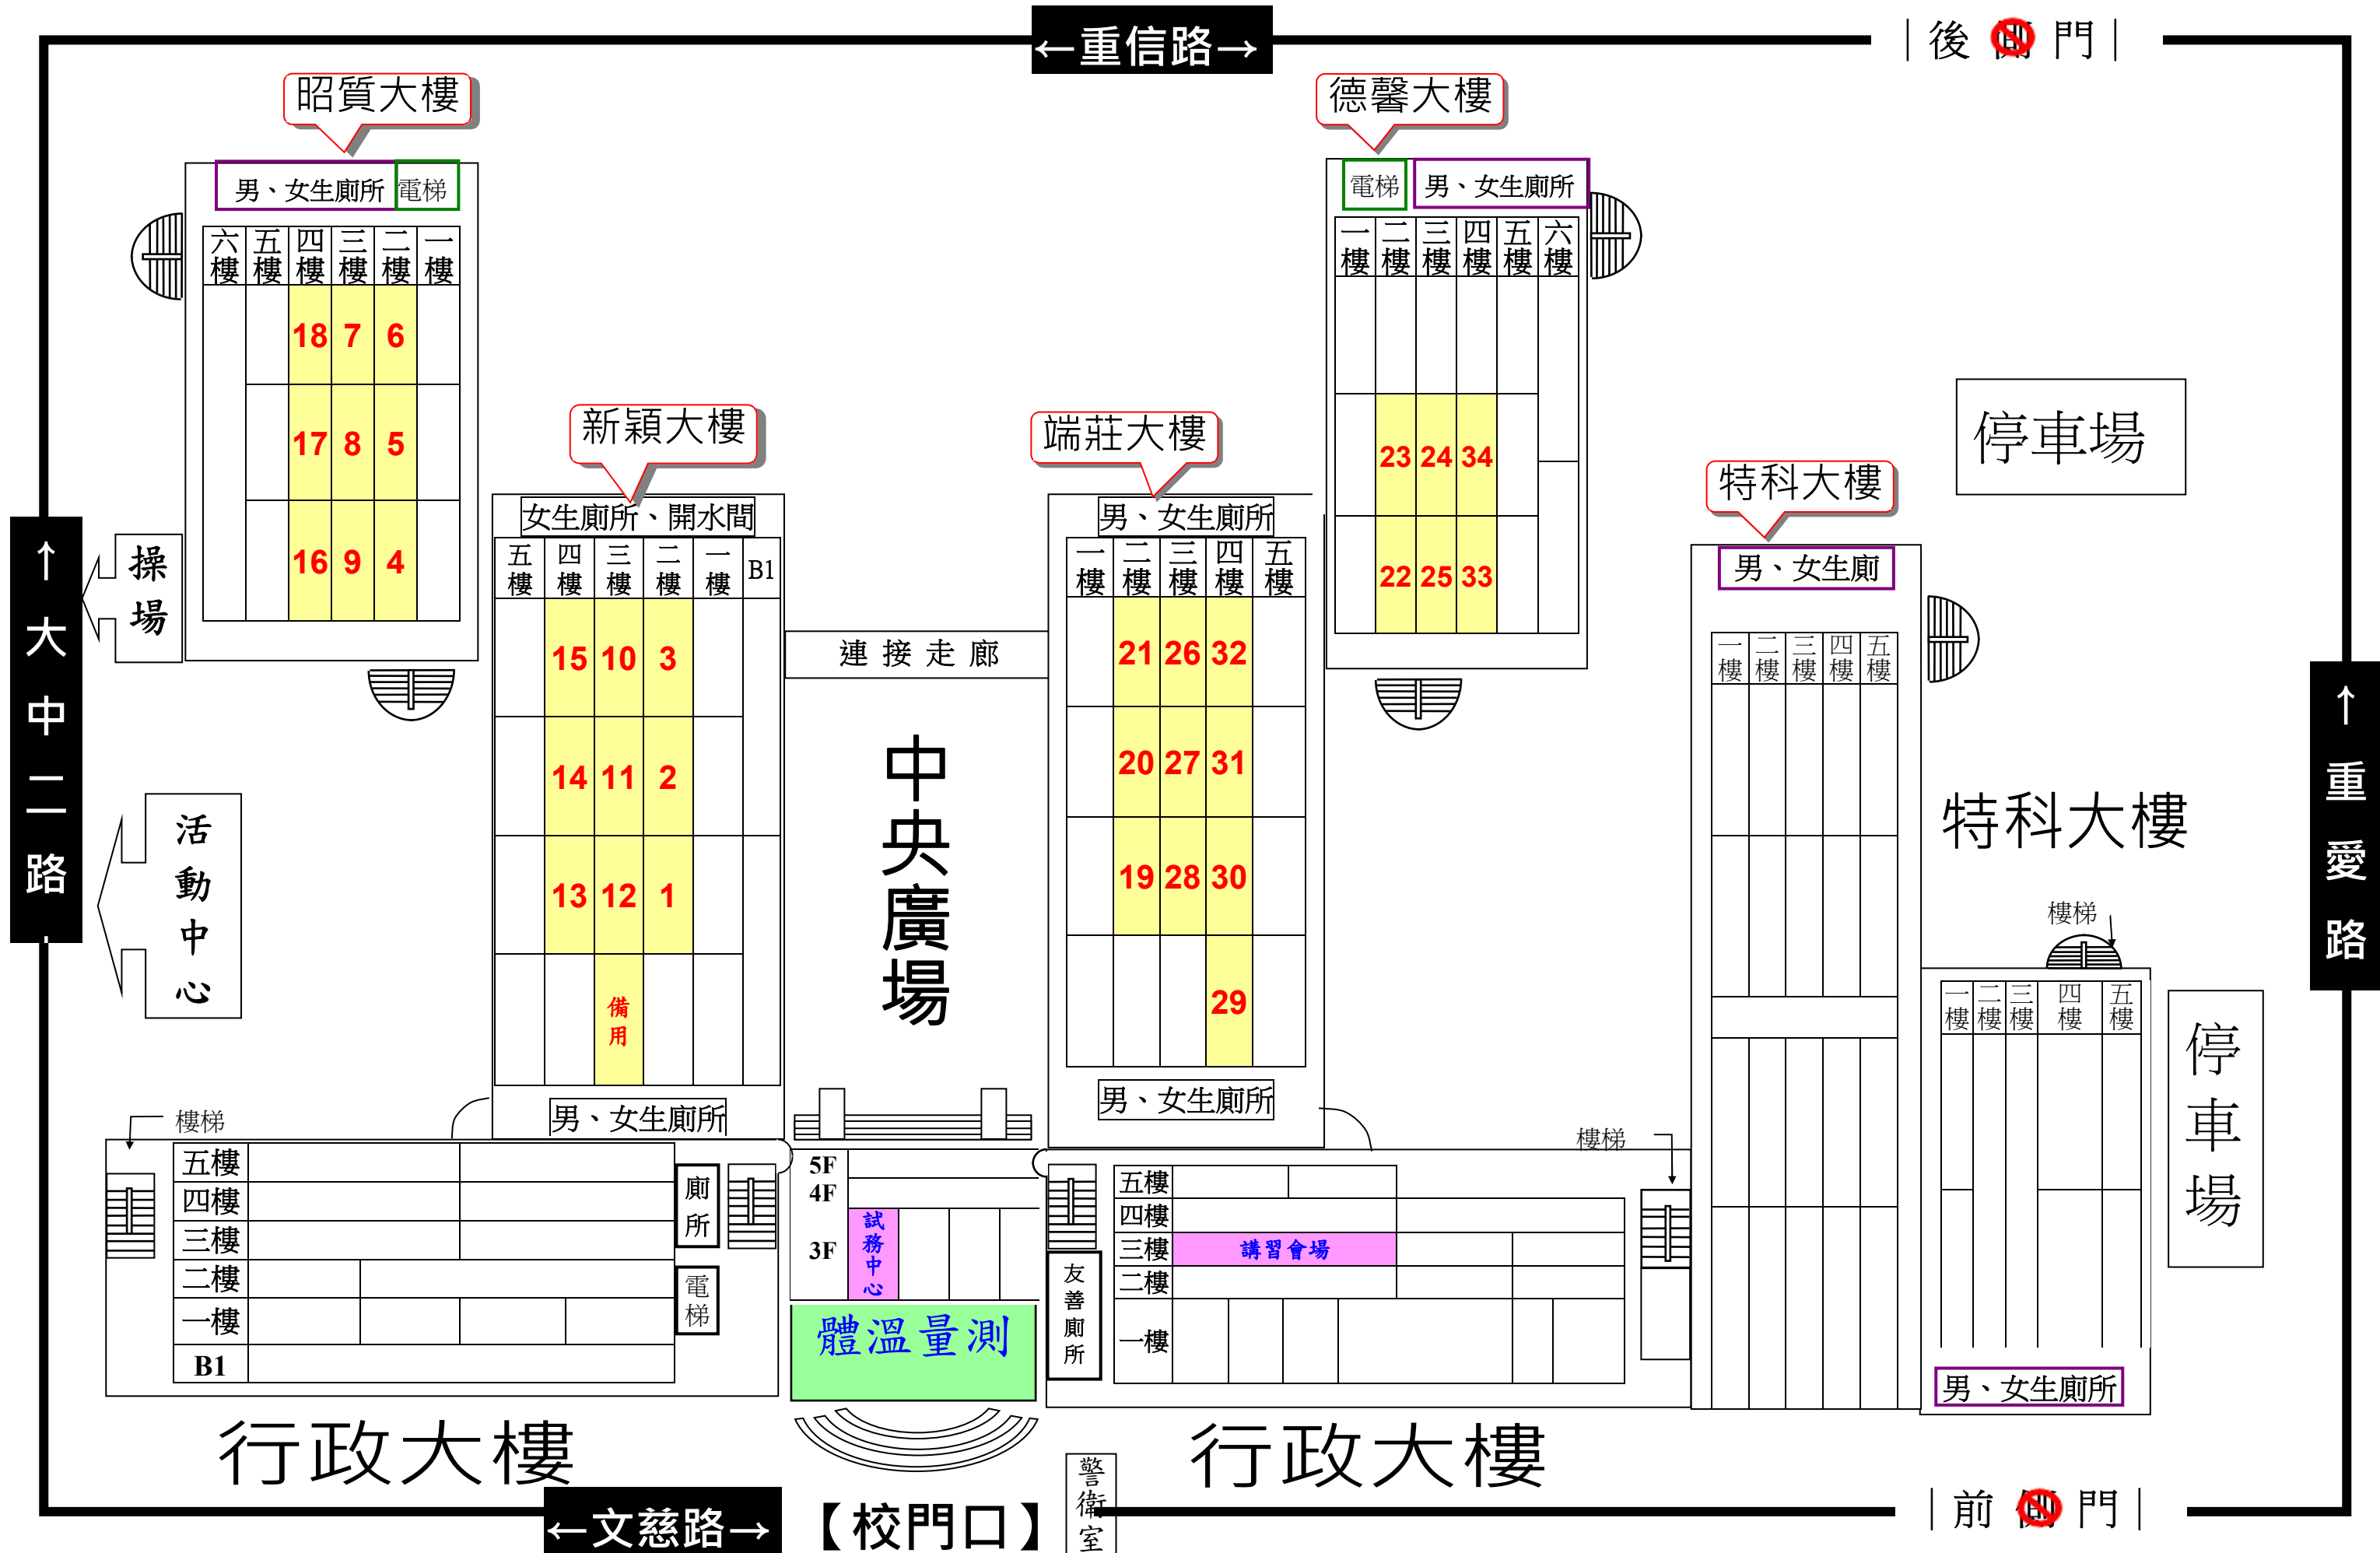 ←重信路→
後側門
昭質大樓
德馨大樓
男、女生廁所 電梯
電梯 男、女生廁所
六樓 五樓 四樓 三樓 二樓 一樓
18 7 6
17 8 5
16 9 4
一樓 二樓 三樓 四樓 五樓 六樓
23 24 34
22 25 33
停車場
新穎大樓
端莊大樓
特科大樓
女生廁所、開水間
五樓 四樓 三樓 二樓 一樓 B1
15 10 3
14 11 2
13 12 1
備用
男、女生廁所
連接走廊
中央廣場
男、女生廁所
一樓 二樓 三樓 四樓 五樓
21 26 32
20 27 31
19 28 30
29
男、女生廁所
男、女生廁
一樓 二樓 三樓 四樓 五樓
特科大樓
樓梯
一樓 二樓 三樓 四樓 五樓
男、女生廁所
停車場
操場
活動中心
↑大中二路
↑重愛路
樓梯
五樓
四樓
三樓
二樓
一樓
B1
廁所
電梯
5F
4F
3F
試務中心
體溫量測
友善廁所
樓梯
五樓
四樓
三樓 講習會場
二樓
一樓
行政大樓
行政大樓
警衛室
←文慈路→
【校門口】
前側門